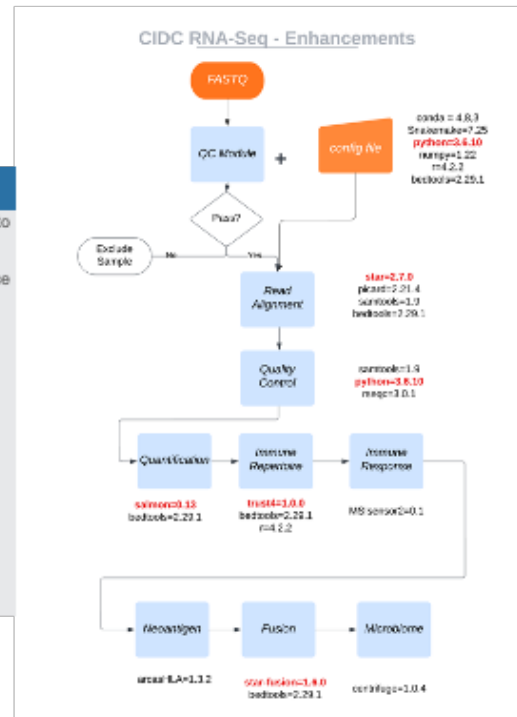 CIDC RNA-Seq - Enhancements
FASTQ
QC Module
+
config file
conda = 4.8.3
Snakemake=7.25
python=3.6.10
numpy=1.22
r=4.2.2
bedtools=2.29.1
Pass?
Exclude
Sample
No
Yes
Read
Alignment
star=2.7.0
picard=2.21.4
samtools=1.9
bedtools=2.29.1
Quality
Control
samtools=1.9
python=3.6.10
rseqc=3.0.1
Quantification
salmon=0.13
bedtools=2.29.1
Immune
Repertoire
trust4=1.0.0
bedtools=2.29.1
r=4.2.2
Immune
Response
MS sensor2=0.1
Neoantigen
arcasHLA=1.3.2
Fusion
star-fusion=1.6.0
bedtools=2.29.1
Microbiome
centrifuge=1.0.4